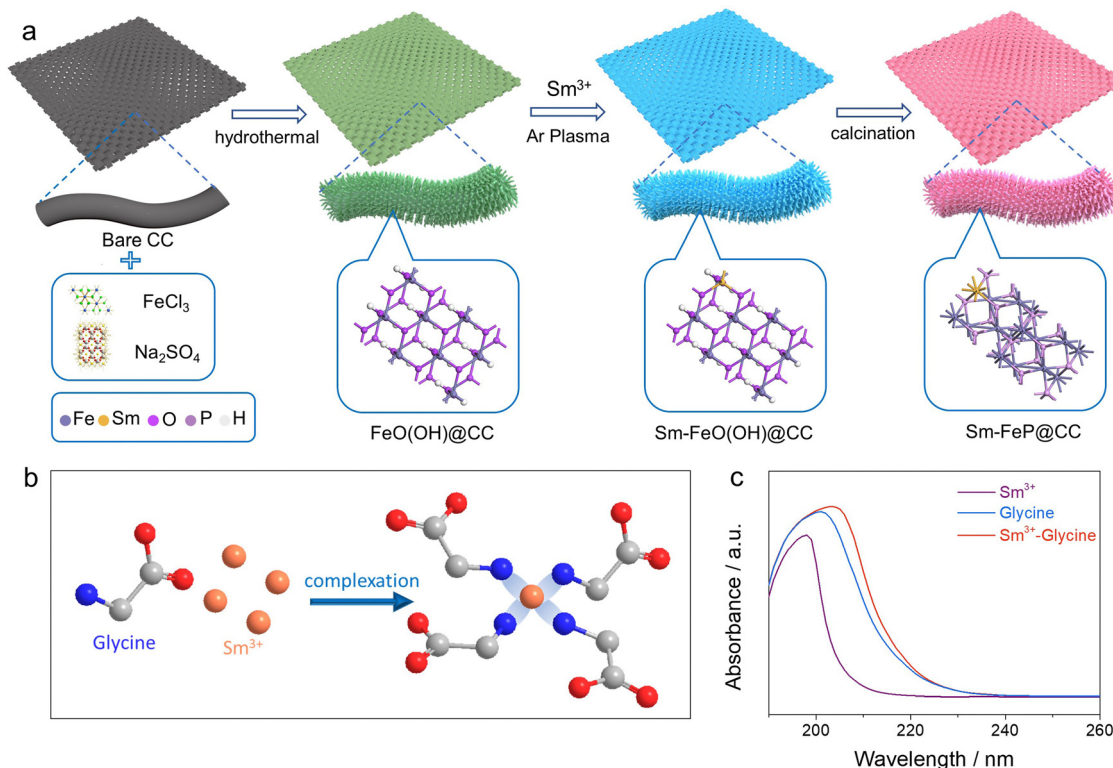 a
hydrothermal
Sm³⁺
Ar Plasma
calcination
Bare CC
FeCl₃
Na₂SO₄
Fe Sm O P H
FeO(OH)@CC
Sm-FeO(OH)@CC
Sm-FeP@CC
b
Glycine
Sm³⁺
complexation
c
Sm³⁺
Glycine
Sm³⁺-Glycine
Absorbance / a.u.
200 220 240 260
Wavelength / nm